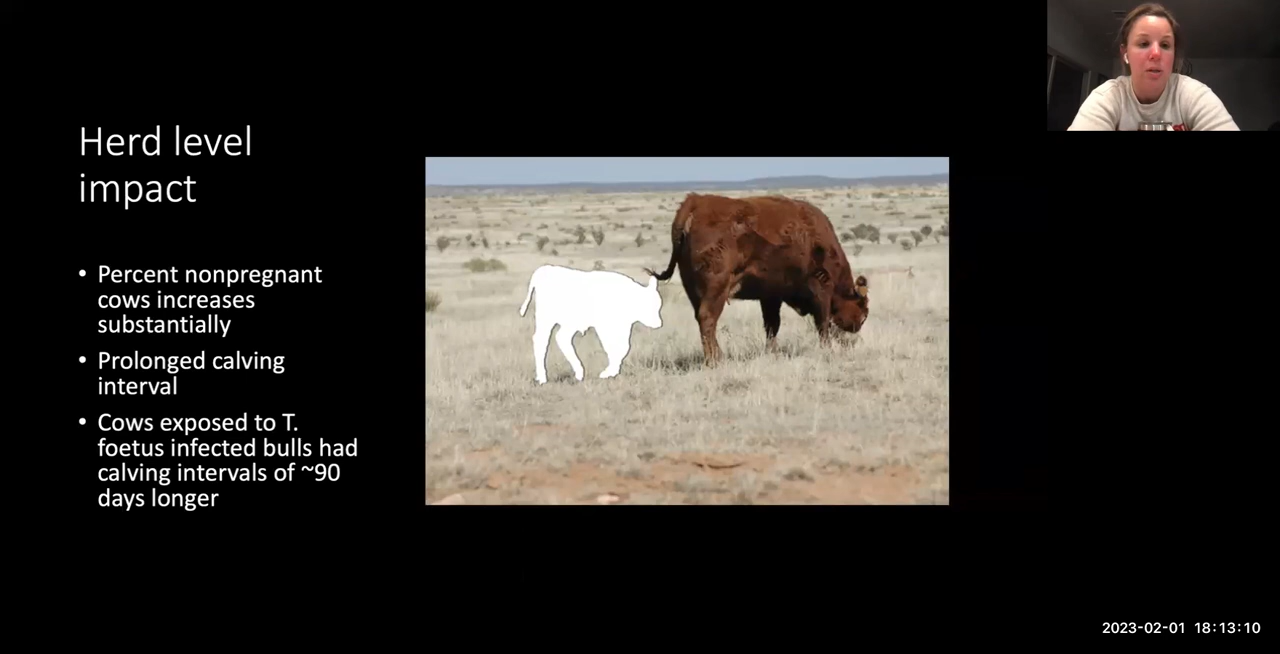 Herd level
impact
• Percent nonpregnant
cows increases
substantially
• Prolonged calving
interval
• Cows exposed to T.
foetus infected bulls had
calving intervals of ~90
days longer
2023-02-01 18:13:10